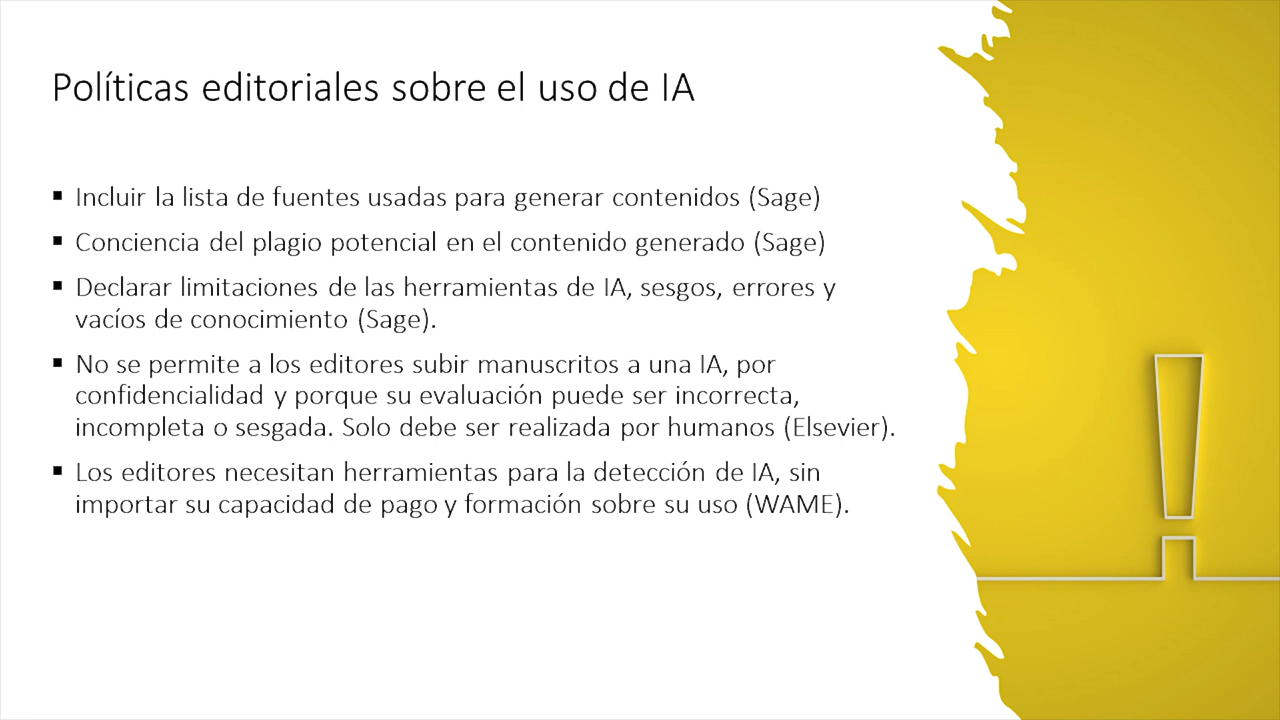 Políticas editoriales sobre el uso de IA
▪ Incluir la lista de fuentes usadas para generar contenidos (Sage)
▪ Conciencia del plagio potencial en el contenido generado (Sage)
▪ Declarar limitaciones de las herramientas de IA, sesgos, errores y
vacíos de conocimiento (Sage).
▪ No se permite a los editores subir manuscritos a una IA, por
confidencialidad y porque su evaluación puede ser incorrecta,
incompleta o sesgada. Solo debe ser realizada por humanos (Elsevier).
▪ Los editores necesitan herramientas para la detección de IA, sin
importar su capacidad de pago y formación sobre su uso (WAME).